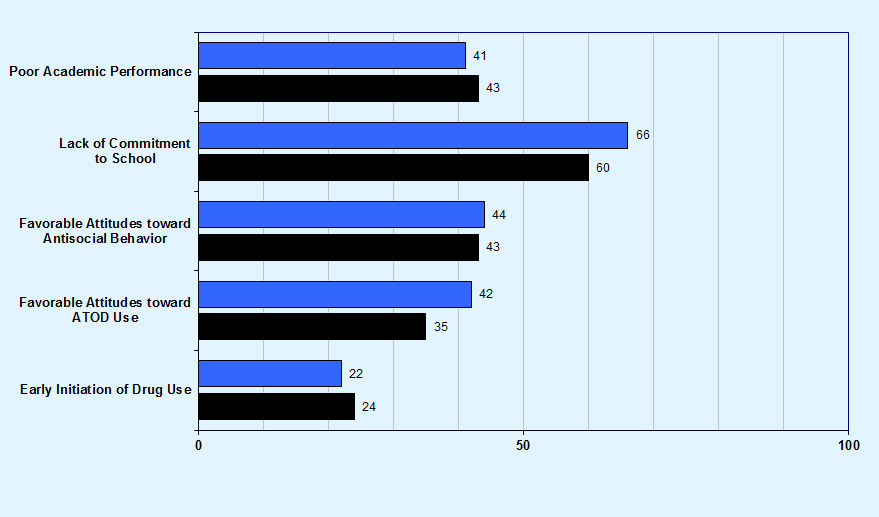 Poor Academic Performance
41
43
Lack of Commitment
to School
66
60
Favorable Attitudes toward
Antisocial Behavior
44
43
Favorable Attitudes toward
ATOD Use
42
35
Early Initiation of Drug Use
22
24
0 50 100